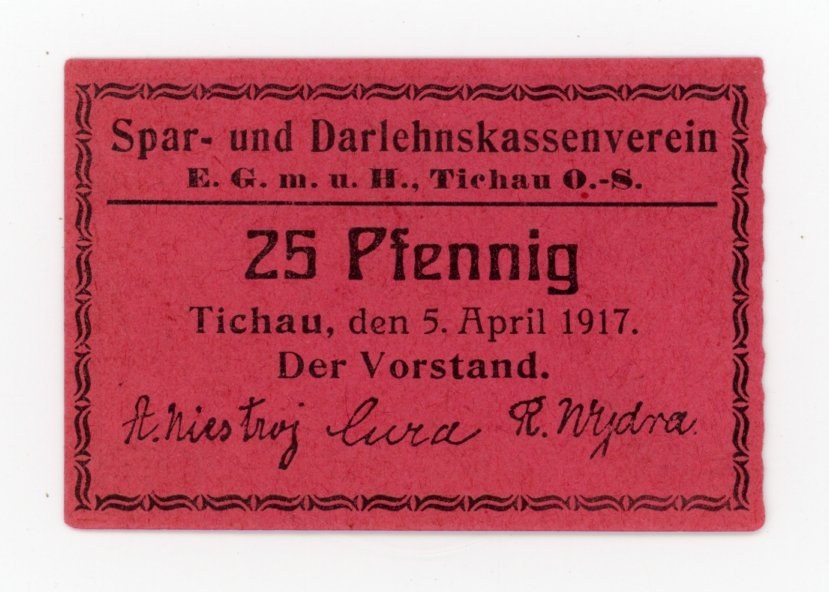 Spar- und Darlehnskassenverein
E. G. m. u. H., Tichau O.-S.
25 Pfennig
Tichau, den 5. April 1917.
Der Vorstand.
A. Niestroj Cura R. Wydra.